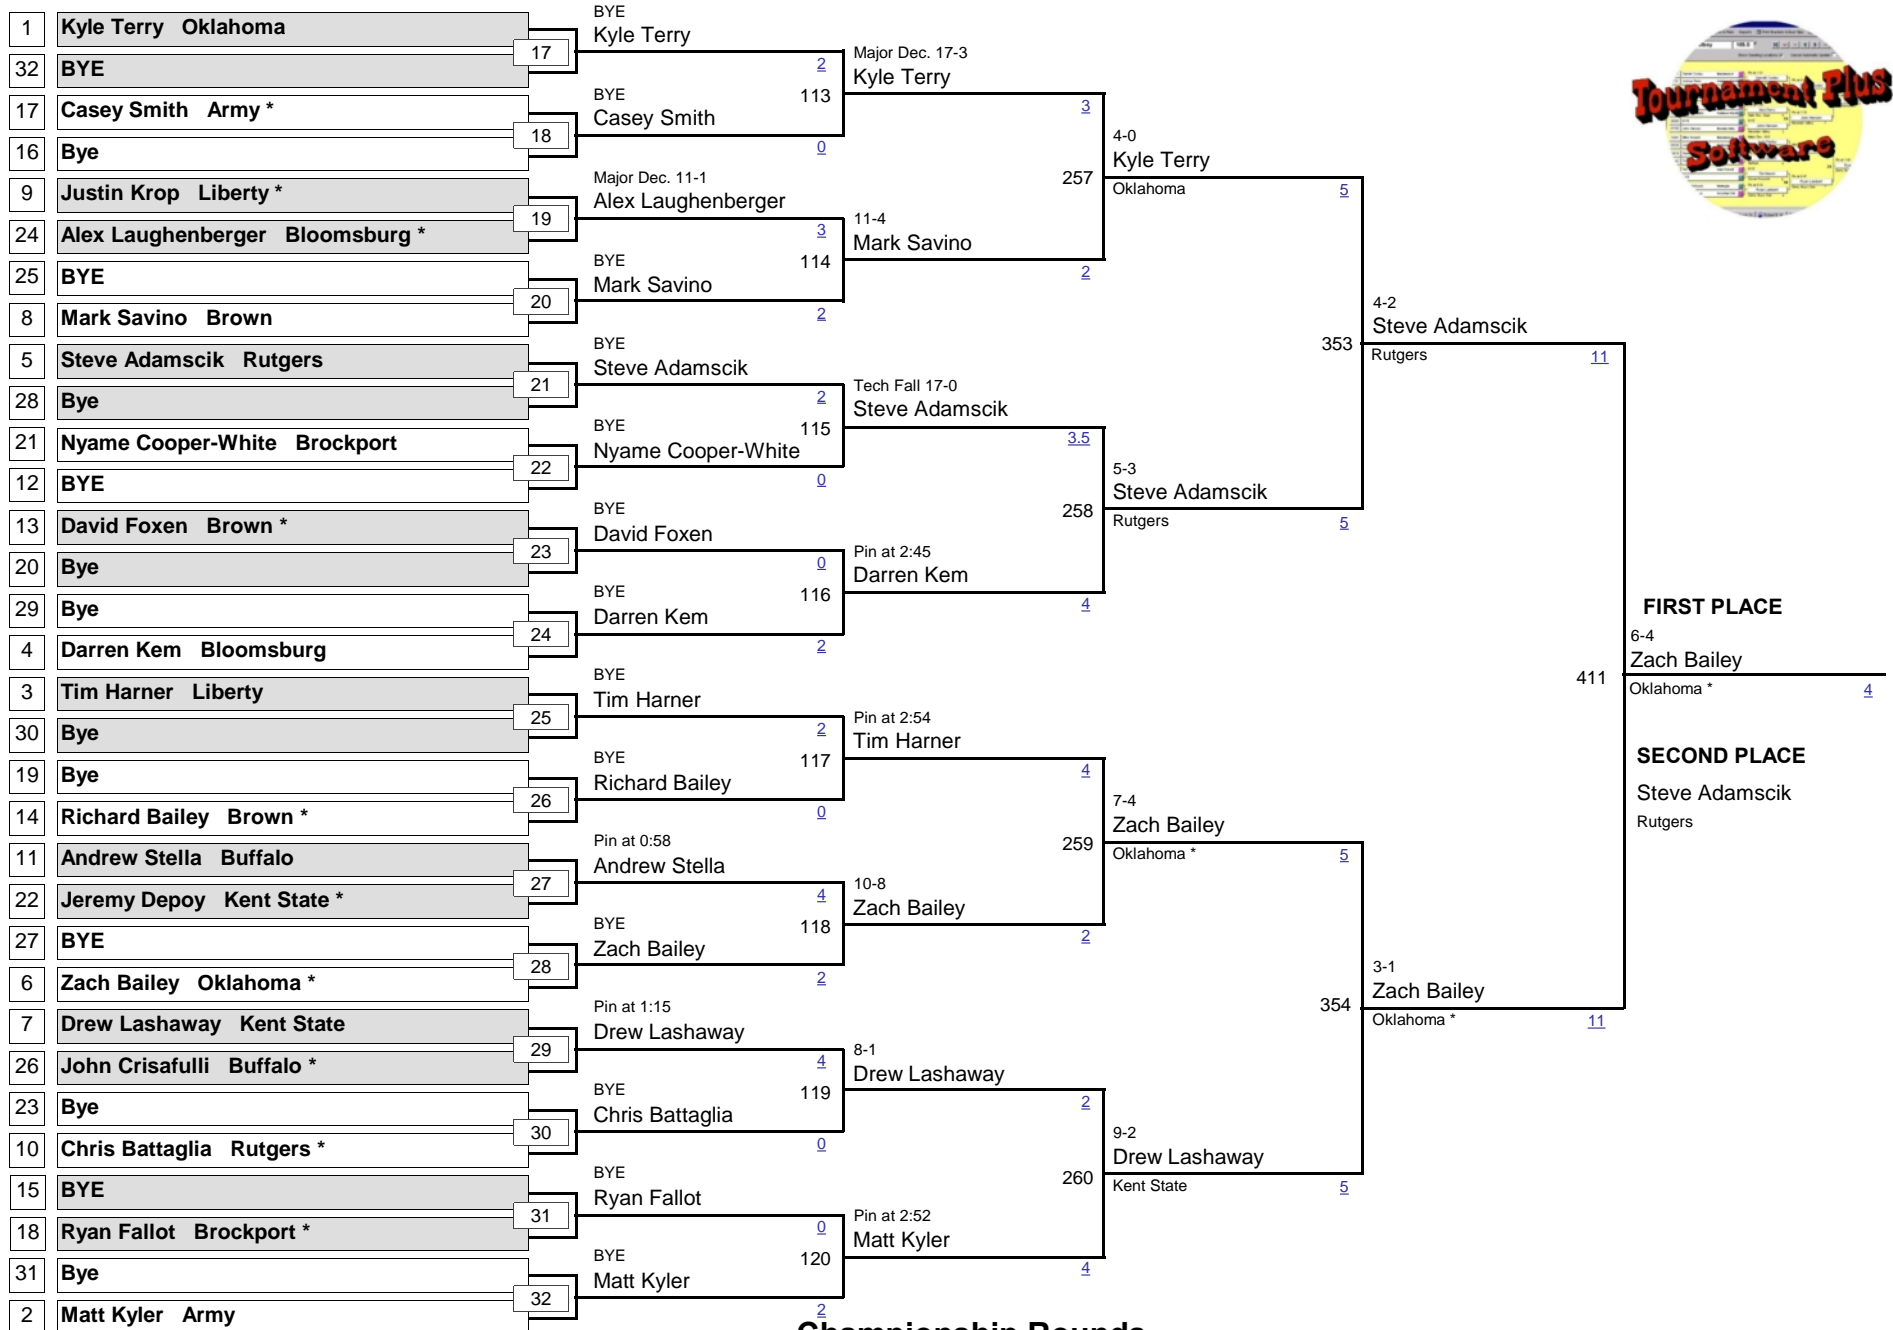 1 Kyle Terry Oklahoma
32 BYE
17 Casey Smith Army *
16 Bye
9 Justin Krop Liberty *
24 Alex Laughenberger Bloomsburg *
25 BYE
8 Mark Savino Brown
5 Steve Adamscik Rutgers
28 Bye
21 Nyame Cooper-White Brockport
12 BYE
13 David Foxen Brown *
20 Bye
29 Bye
4 Darren Kem Bloomsburg
3 Tim Harner Liberty
30 Bye
19 Bye
14 Richard Bailey Brown *
11 Andrew Stella Buffalo
22 Jeremy Depoy Kent State *
27 BYE
6 Zach Bailey Oklahoma *
7 Drew Lashaway Kent State
26 John Crisafulli Buffalo *
23 Bye
10 Chris Battaglia Rutgers *
15 BYE
18 Ryan Fallot Brockport *
31 Bye
2 Matt Kyler Army
17
18
19
20
21
22
23
24
25
26
27
28
29
30
31
32
BYE
Kyle Terry
2
BYE
Casey Smith
0
Major Dec. 11-1
Alex Laughenberger
3
BYE
Mark Savino
2
BYE
Steve Adamscik
2
BYE
Nyame Cooper-White
0
BYE
David Foxen
0
BYE
Darren Kem
2
BYE
Tim Harner
2
BYE
Richard Bailey
0
Pin at 0:58
Andrew Stella
4
BYE
Zach Bailey
2
Pin at 1:15
Drew Lashaway
4
BYE
Chris Battaglia
0
BYE
Ryan Fallot
0
BYE
Matt Kyler
2
113
114
115
116
117
118
119
120
Major Dec. 17-3
Kyle Terry
3
11-4
Mark Savino
2
Tech Fall 17-0
Steve Adamscik
3.5
Pin at 2:45
Darren Kem
4
Pin at 2:54
Tim Harner
4
10-8
Zach Bailey
2
8-1
Drew Lashaway
2
Pin at 2:52
Matt Kyler
4
257
258
259
260
4-0
Kyle Terry
Oklahoma
5
5-3
Steve Adamscik
Rutgers
5
7-4
Zach Bailey
Oklahoma *
5
9-2
Drew Lashaway
Kent State
5
353
354
4-2
Steve Adamscik
Rutgers
11
3-1
Zach Bailey
Oklahoma *
11
411
FIRST PLACE
6-4
Zach Bailey
Oklahoma *
4
SECOND PLACE
Steve Adamscik
Rutgers
Tournament Plus
Software
Championship Rounds